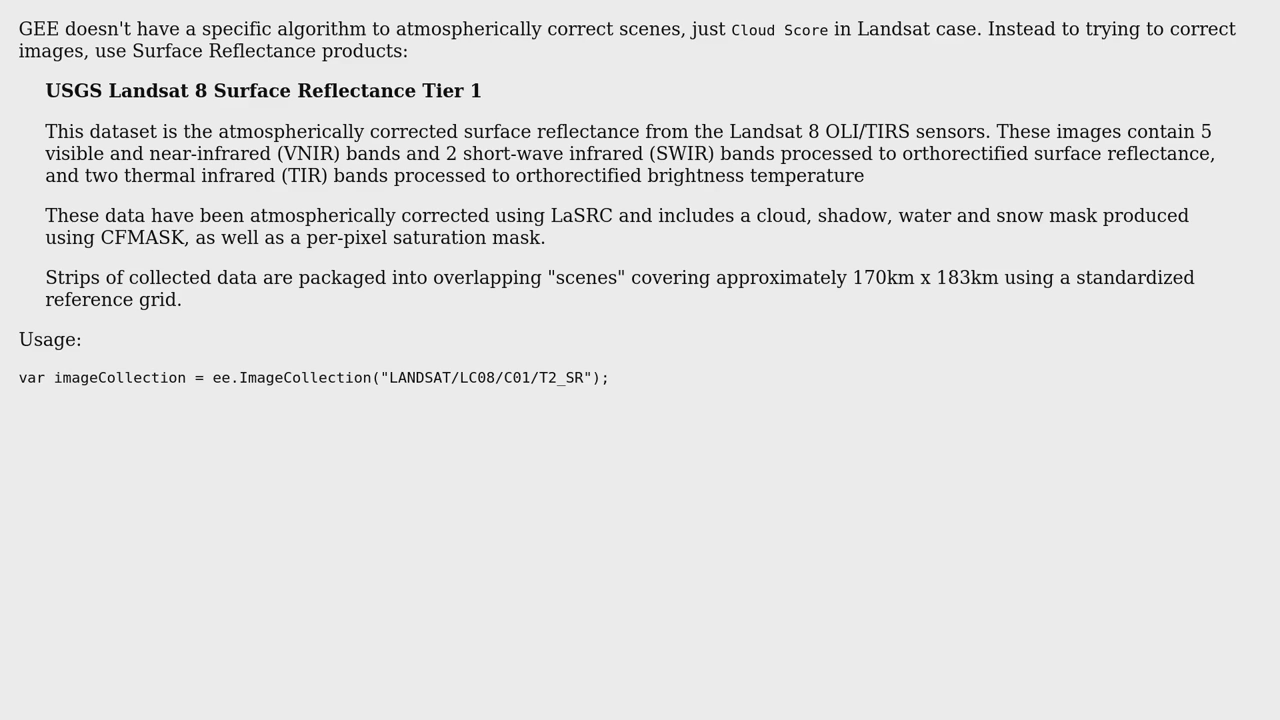 GEE doesn't have a specific algorithm to atmospherically correct scenes, just Cloud Score in Landsat case. Instead to trying to correct
images, use Surface Reflectance products:
USGS Landsat 8 Surface Reflectance Tier 1
This dataset is the atmospherically corrected surface reflectance from the Landsat 8 OLI/TIRS sensors. These images contain 5
visible and near-infrared (VNIR) bands and 2 short-wave infrared (SWIR) bands processed to orthorectified surface reflectance,
and two thermal infrared (TIR) bands processed to orthorectified brightness temperature
These data have been atmospherically corrected using LaSRC and includes a cloud, shadow, water and snow mask produced
using CFMASK, as well as a per-pixel saturation mask.
Strips of collected data are packaged into overlapping "scenes" covering approximately 170km x 183km using a standardized
reference grid.
Usage:
var imageCollection = ee.ImageCollection("LANDSAT/LC08/C01/T2_SR");